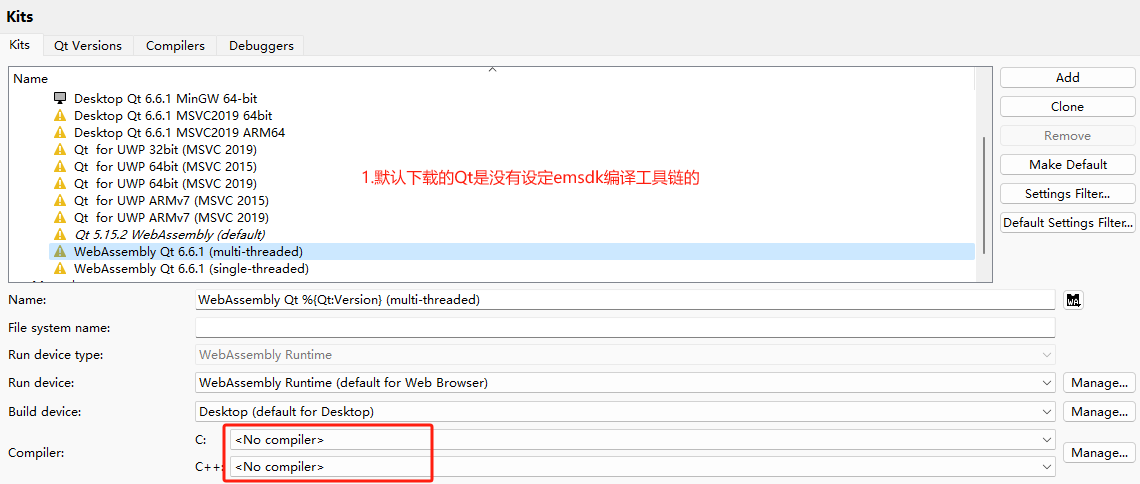 Kits
Kits Qt Versions Compilers Debuggers
Name
Desktop Qt 6.6.1 MinGW 64-bit
Desktop Qt 6.6.1 MSVC2019 64bit
Desktop Qt 6.6.1 MSVC2019 ARM64
Qt for UWP 32bit (MSVC 2019)
Qt for UWP 64bit (MSVC 2015)
Qt for UWP 64bit (MSVC 2019)
Qt for UWP ARMv7 (MSVC 2015)
Qt for UWP ARMv7 (MSVC 2019)
Qt 5.15.2 WebAssembly (default)
WebAssembly Qt 6.6.1 (multi-threaded)
WebAssembly Qt 6.6.1 (single-threaded)
1.默认下载的Qt是没有设定emsdk编译工具链的
Add
Clone
Remove
Make Default
Settings Filter...
Default Settings Filter...
Name: WebAssembly Qt %{Qt:Version} (multi-threaded)
File system name:
Run device type: WebAssembly Runtime
Run device: WebAssembly Runtime (default for Web Browser) Manage...
Build device: Desktop (default for Desktop) Manage...
Compiler:
C: <No compiler>
C++: <No compiler>
Manage...